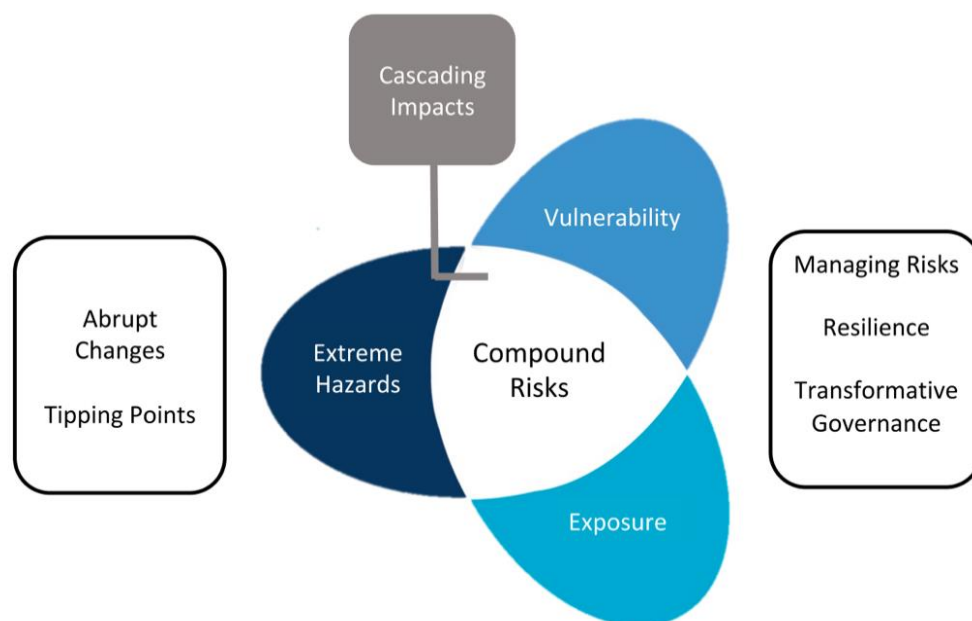 Cascading
Impacts
Vulnerability
Abrupt
Changes
Tipping Points
Extreme
Hazards
Compound
Risks
Managing Risks
Resilience
Transformative
Governance
Exposure